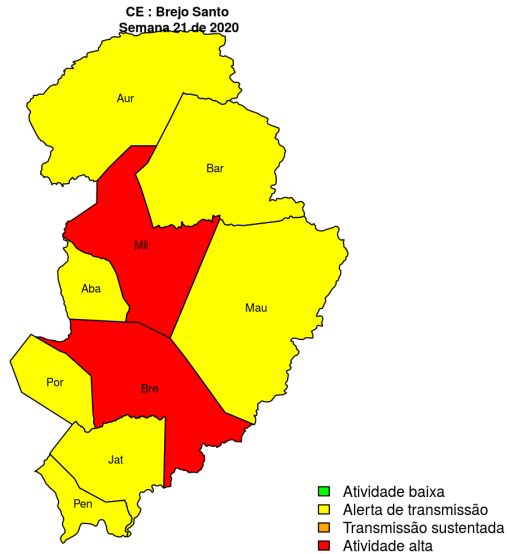 CE : Brejo Santo
Semana 21 de 2020
Aur
Bar
Mil
Aba
Mau
Por
Bre
Jat
Pen
Atividade baixa
Alerta de transmissão
Transmissão sustentada
Atividade alta